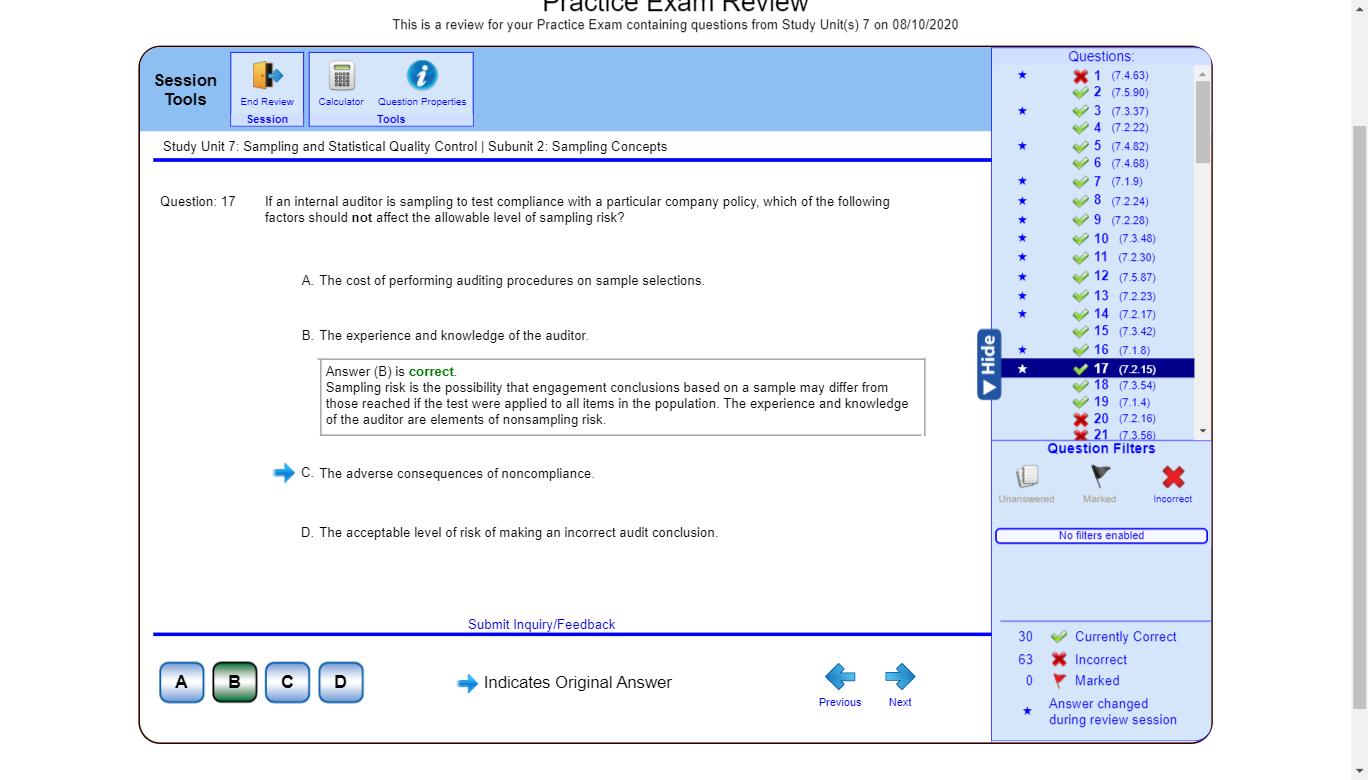 Practice Exam Review
This is a review for your Practice Exam containing questions from Study Unit(s) 7 on 08/10/2020
Session
Tools
End Review
Session
Calculator
Question Properties
Tools
Study Unit 7: Sampling and Statistical Quality Control | Subunit 2: Sampling Concepts
Question: 17
If an internal auditor is sampling to test compliance with a particular company policy, which of the following
factors should not affect the allowable level of sampling risk?
A. The cost of performing auditing procedures on sample selections.
B. The experience and knowledge of the auditor.
Answer (B) is correct.
Sampling risk is the possibility that engagement conclusions based on a sample may differ from
those reached if the test were applied to all items in the population. The experience and knowledge
of the auditor are elements of nonsampling risk.
C. The adverse consequences of noncompliance.
D. The acceptable level of risk of making an incorrect audit conclusion.
Submit Inquiry/Feedback
A B C D
Indicates Original Answer
Previous
Next
Hide
Questions:
1 (7.4.63)
2 (7.5.90)
3 (7.3.37)
4 (7.2.22)
5 (7.4.82)
6 (7.4.68)
7 (7.1.9)
8 (7.2.24)
9 (7.2.28)
10 (7.3.48)
11 (7.2.30)
12 (7.5.87)
13 (7.2.23)
14 (7.2.17)
15 (7.3.42)
16 (7.1.8)
17 (7.2.15)
18 (7.3.54)
19 (7.1.4)
20 (7.2.16)
21 (7.3.56)
Question Filters
Unanswered
Marked
Incorrect
No filters enabled
30 Currently Correct
63 Incorrect
0 Marked
Answer changed
during review session